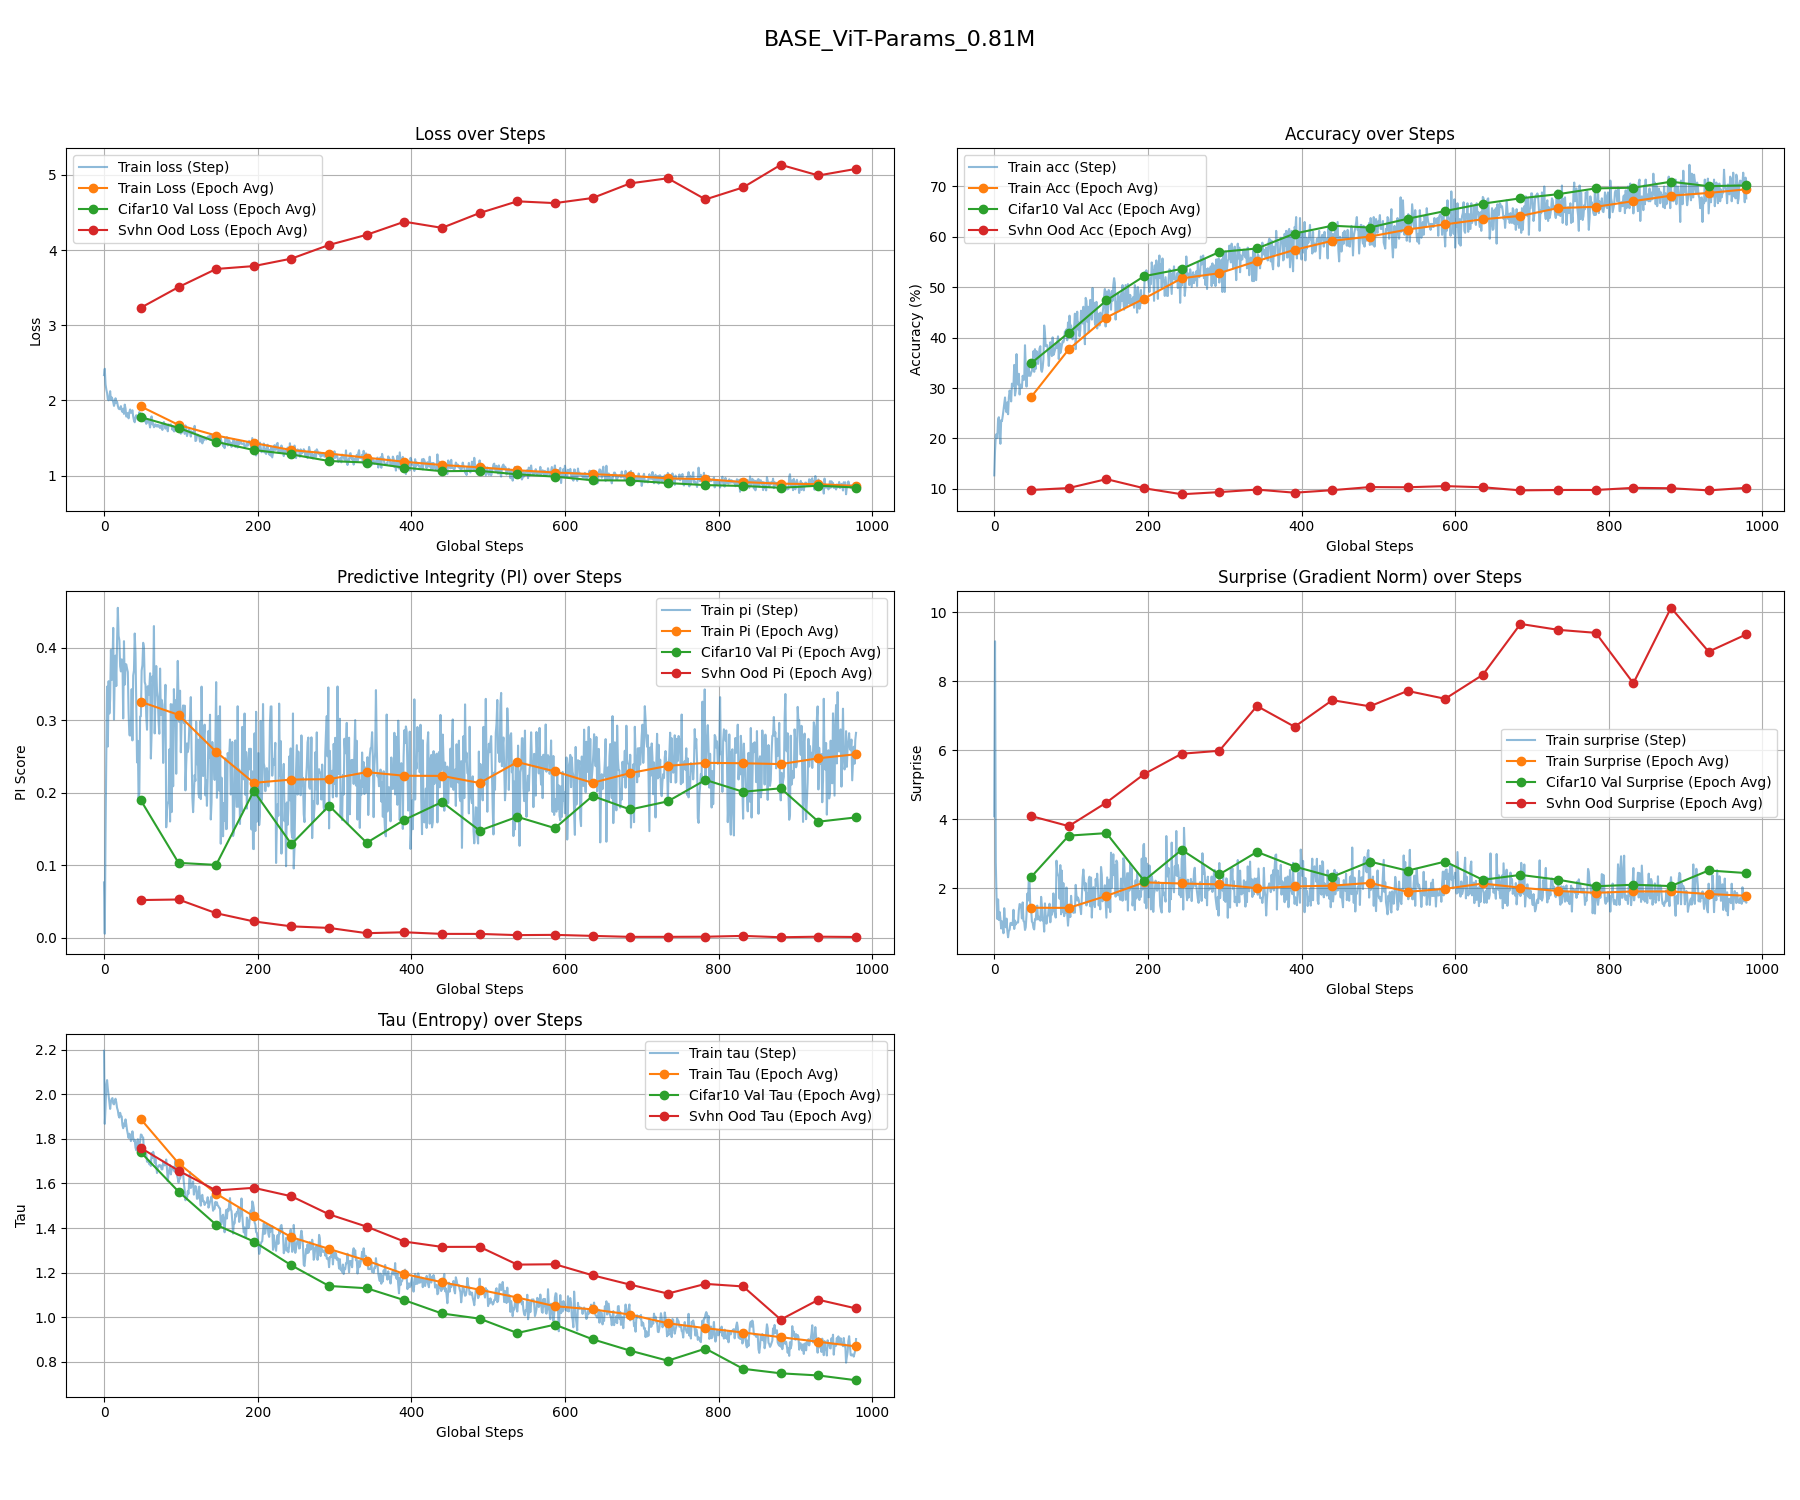 BASE_ViT-Params_0.81M
Loss over Steps
Train loss (Step)
Train Loss (Epoch Avg)
Cifar10 Val Loss (Epoch Avg)
Svhn Ood Loss (Epoch Avg)
Loss
5
4
3
2
1
0 200 400 600 800 1000
Global Steps
Accuracy over Steps
Train acc (Step)
Train Acc (Epoch Avg)
Cifar10 Val Acc (Epoch Avg)
Svhn Ood Acc (Epoch Avg)
Accuracy (%)
70
60
50
40
30
20
10
0 200 400 600 800 1000
Global Steps
Predictive Integrity (PI) over Steps
Train pi (Step)
Train Pi (Epoch Avg)
Cifar10 Val Pi (Epoch Avg)
Svhn Ood Pi (Epoch Avg)
PI Score
0.4
0.3
0.2
0.1
0.0
0 200 400 600 800 1000
Global Steps
Surprise (Gradient Norm) over Steps
Train surprise (Step)
Train Surprise (Epoch Avg)
Cifar10 Val Surprise (Epoch Avg)
Svhn Ood Surprise (Epoch Avg)
Surprise
10
8
6
4
2
0 200 400 600 800 1000
Global Steps
Tau (Entropy) over Steps
Train tau (Step)
Train Tau (Epoch Avg)
Cifar10 Val Tau (Epoch Avg)
Svhn Ood Tau (Epoch Avg)
Tau
2.2
2.0
1.8
1.6
1.4
1.2
1.0
0.8
0 200 400 600 800 1000
Global Steps